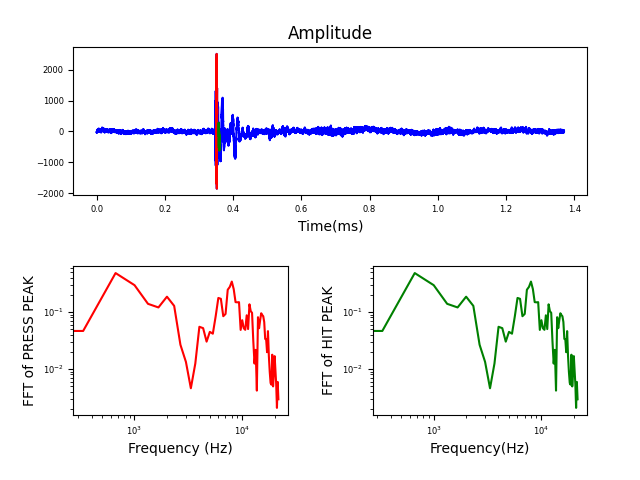 Amplitude
2000
1000
0
−1000
−2000
0.0 0.2 0.4 0.6 0.8 1.0 1.2 1.4
Time(ms)
FFT of PRESS PEAK
10⁻¹
10⁻²
10³ 10⁴
Frequency (Hz)
FFT of HIT PEAK
10⁻¹
10⁻²
10³ 10⁴
Frequency(Hz)